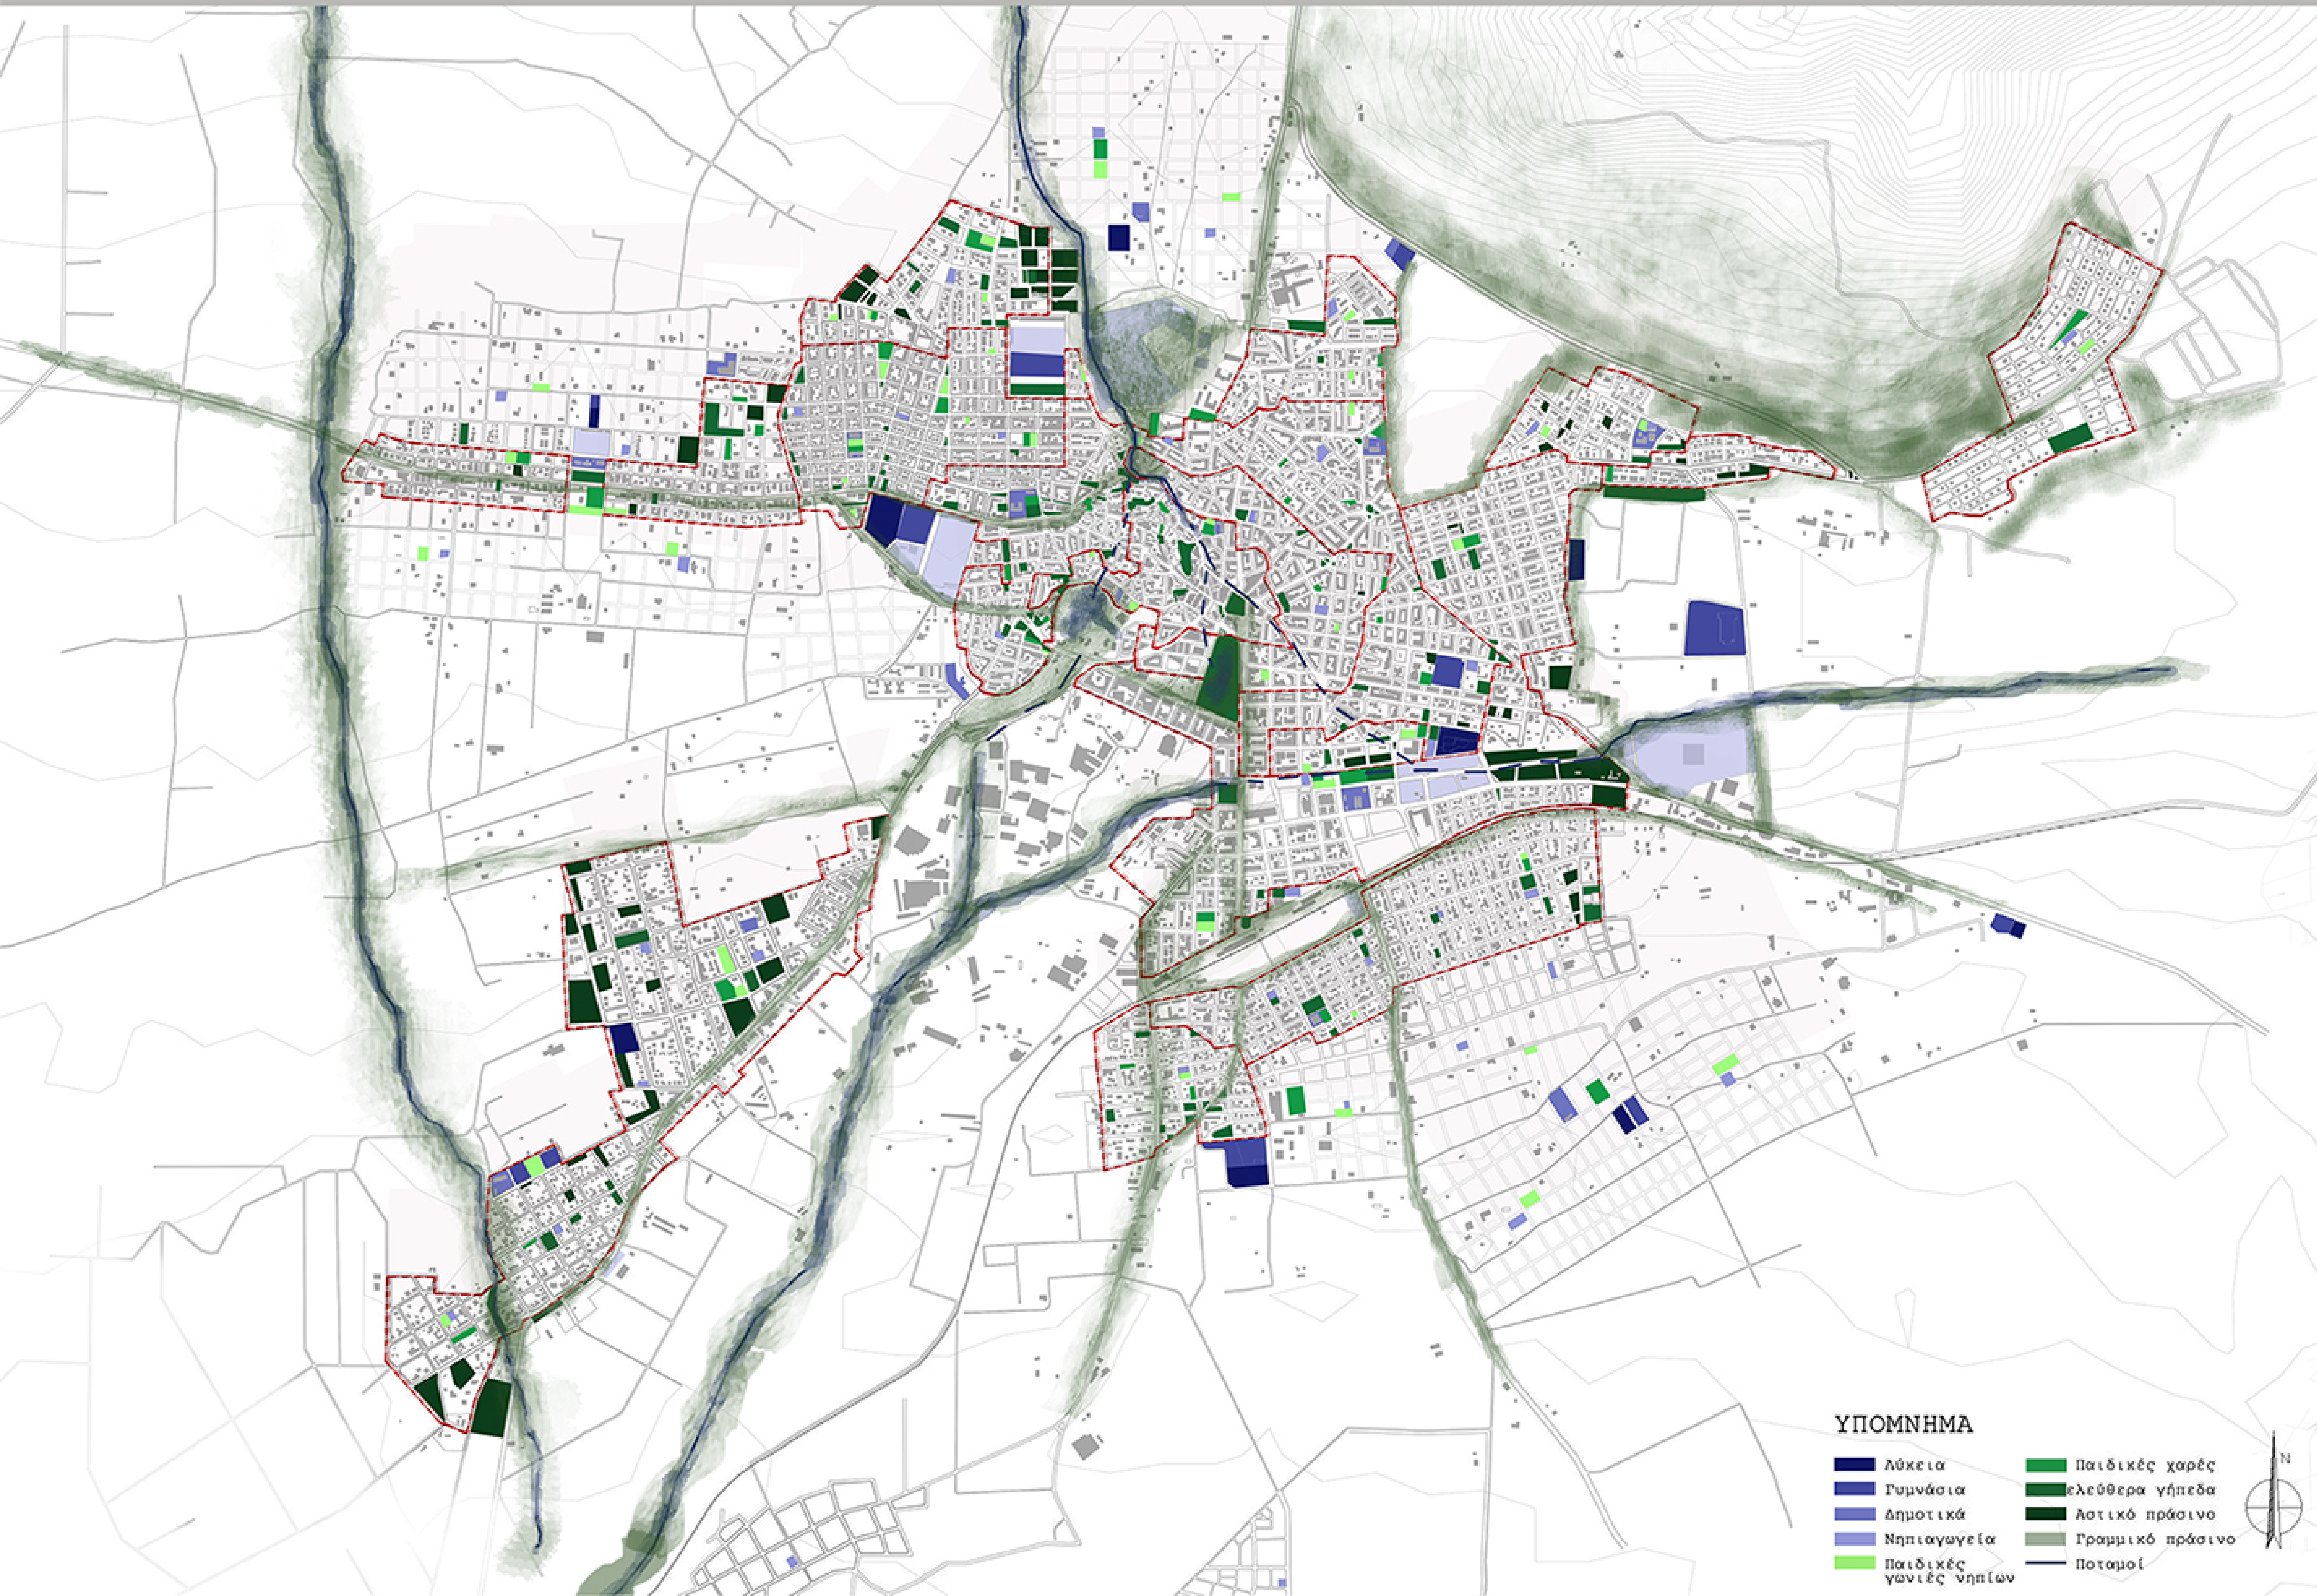 ΥΠΟΜΝΗΜΑ
Λύκεια
Γυμνάσια
Δημοτικά
Νηπιαγωγεία
Παιδικές
γωνιές νηπίων
Παιδικές χαρές
ελεύθερα γήπεδα
Αστικό πράσινο
Γραμμικό πράσινο
Ποταμοί
N